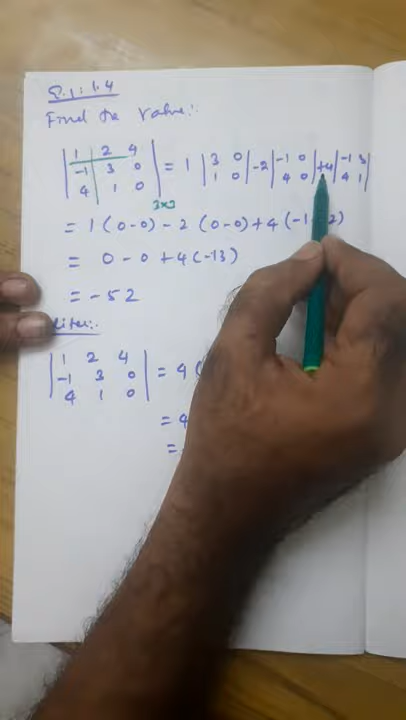 Find the Value:-
| 1 2 4 | = 1 | 3 0 | -2 | -1 0 | +4 | -1 3 |
| -1 3 0 | | 1 0 | | 4 0 | | 4 1 |
| 4 1 0 | 3x3
= 1 (0-0) - 2 (0-0) + 4 (-1 2)
= 0 - 0 + 4 (-13)
= -52
| 1 2 4 | = 4 (
| -1 3 0 |
| 4 1 0 | = 4
=